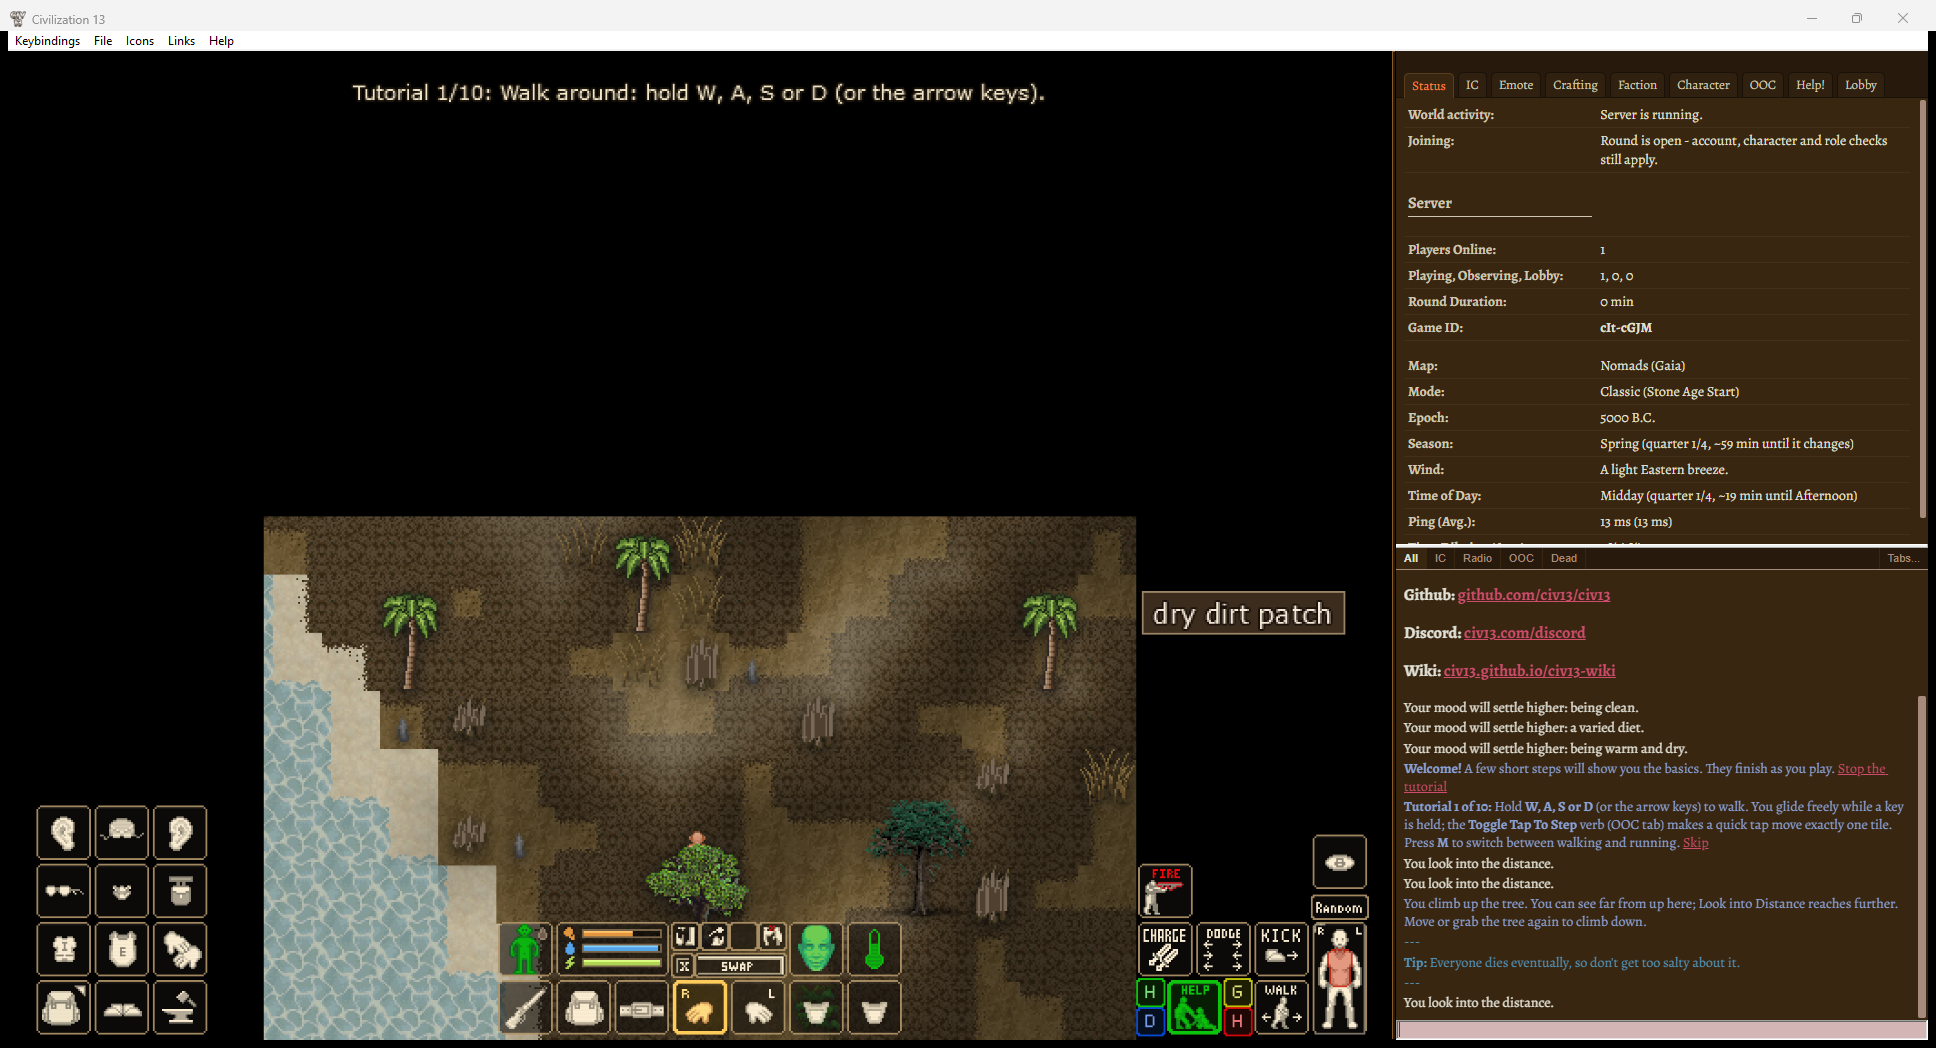 Civilization 13
Keybindings File Icons Links Help
Tutorial 1/10: Walk around: hold W, A, S or D (or the arrow keys).
Status IC Emote Crafting Faction Character OOC Help! Lobby
World activity: Server is running.
Joining: Round is open - account, character and role checks
still apply.
Server
Players Online: 1
Playing, Observing, Lobby: 1, 0, 0
Round Duration: 0 min
Game ID: cIt-cGJM
Map: Nomads (Gaia)
Mode: Classic (Stone Age Start)
Epoch: 5000 B.C.
Season: Spring (quarter 1/4, ~59 min until it changes)
Wind: A light Eastern breeze.
Time of Day: Midday (quarter 1/4, ~19 min until Afternoon)
Ping (Avg.): 13 ms (13 ms)
All IC Radio OOC Dead Tabs...
Github: github.com/civ13/civ13
Discord: civ13.com/discord
Wiki: civ13.github.io/civ13-wiki
Your mood will settle higher: being clean.
Your mood will settle higher: a varied diet.
Your mood will settle higher: being warm and dry.
Welcome! A few short steps will show you the basics. They finish as you play. Stop the
tutorial
Tutorial 1 of 10: Hold W, A, S or D (or the arrow keys) to walk. You glide freely while a key
is held; the Toggle Tap To Step verb (OOC tab) makes a quick tap move exactly one tile.
Press M to switch between walking and running. Skip
You look into the distance.
You look into the distance.
You climb up the tree. You can see far from up here; Look into Distance reaches further.
Move or grab the tree again to climb down.
---
Tip: Everyone dies eventually, so don't get too salty about it.
---
You look into the distance.
dry dirt patch
FIRE
B
Random
CHARGE DODGE KICK
R L
H HELP G WALK
D H
I E
X SWAP
R L